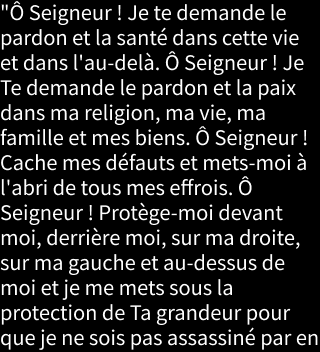 "Ô Seigneur ! Je te demande le
pardon et la santé dans cette vie
et dans l'au-delà. Ô Seigneur ! Je
Te demande le pardon et la paix
dans ma religion, ma vie, ma
famille et mes biens. Ô Seigneur !
Cache mes défauts et mets-moi à
l'abri de tous mes effrois. Ô
Seigneur ! Protège-moi devant
moi, derrière moi, sur ma droite,
sur ma gauche et au-dessus de
moi et je me mets sous la
protection de Ta grandeur pour
que je ne sois pas assassiné par en